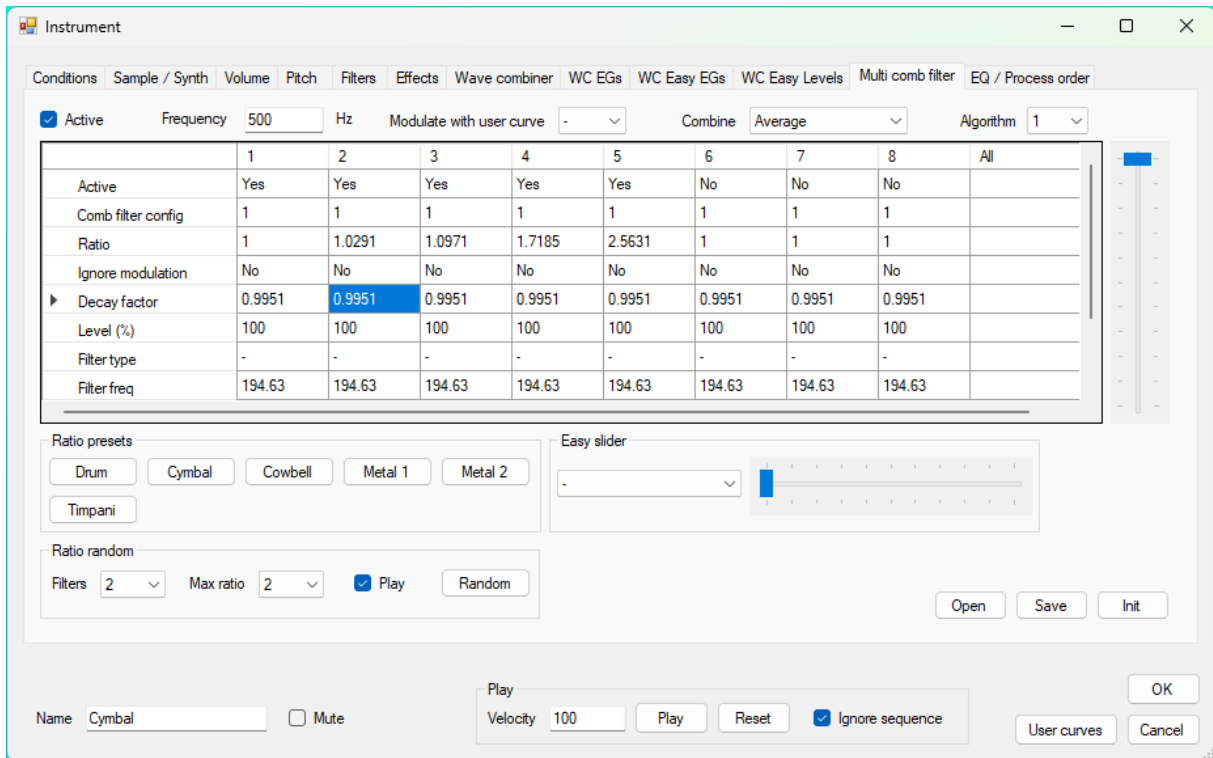 Instrument
Conditions Sample / Synth Volume Pitch Filters Effects Wave combiner WC EGs WC Easy EGs WC Easy Levels Multi comb filter EQ / Process order
Active Frequency 500 Hz Modulate with user curve - Combine Average Algorithm 1
1 2 3 4 5 6 7 8 All
Active Yes Yes Yes Yes Yes No No No
Comb filter config 1 1 1 1 1 1 1 1
Ratio 1 1.0291 1.0971 1.7185 2.5631 1 1 1
Ignore modulation No No No No No No No No
Decay factor 0.9951 0.9951 0.9951 0.9951 0.9951 0.9951 0.9951 0.9951
Level (%) 100 100 100 100 100 100 100 100
Filter type - - - - - - - -
Filter freq 194.63 194.63 194.63 194.63 194.63 194.63 194.63 194.63
Ratio presets Easy slider
Drum Cymbal Cowbell Metal 1 Metal 2
-
Timpani
Ratio random
Filters 2 Max ratio 2 Play Random
Open Save Init
Play
OK
Name Cymbal Mute Velocity 100 Play Reset Ignore sequence
User curves Cancel